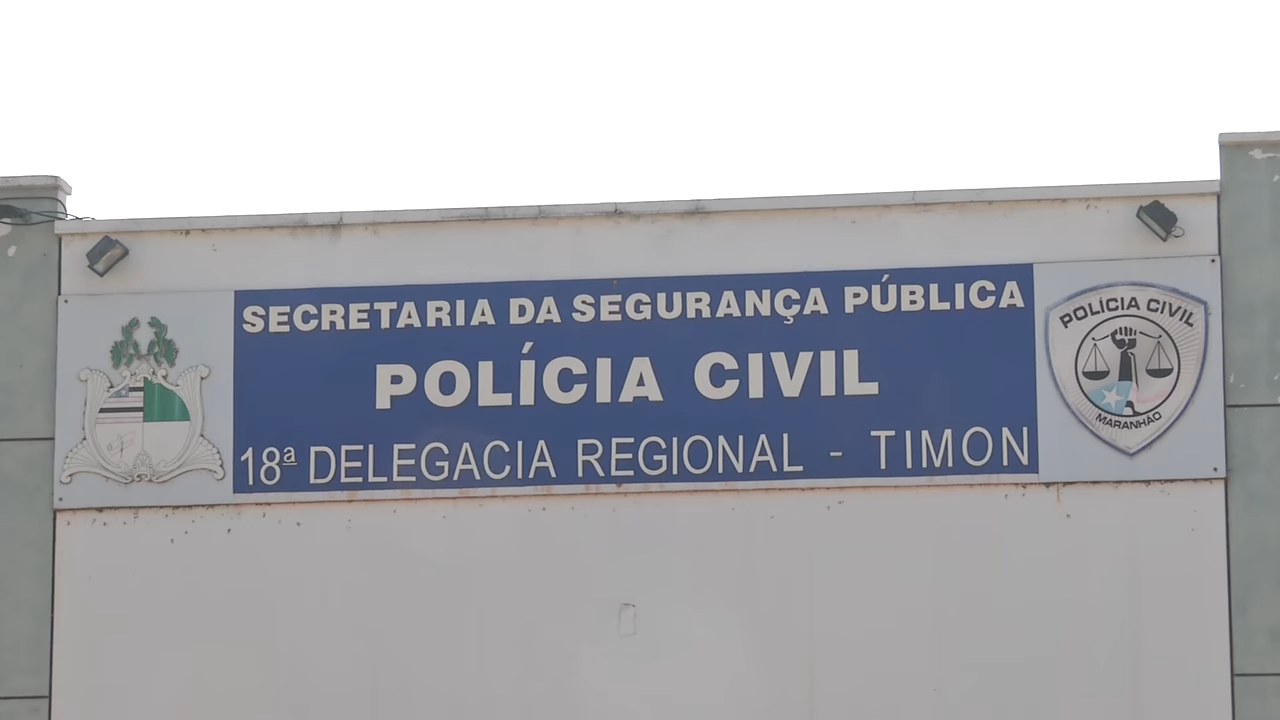 SECRETARIA DA SEGURANÇA PÚBLICA
POLÍCIA CIVIL
18ª DELEGACIA REGIONAL - TIMON
POLÍCIA CIVIL
MARANHÃO